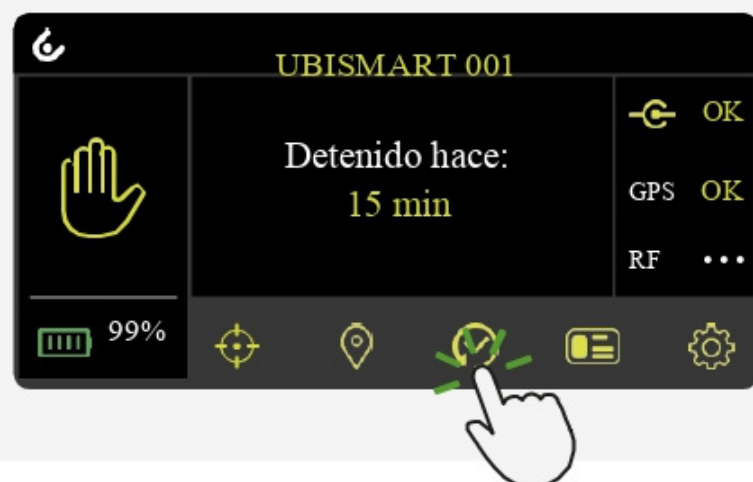 UBISMART 001
Detenido hace:
15 min
OK
GPS OK
RF ...
99%